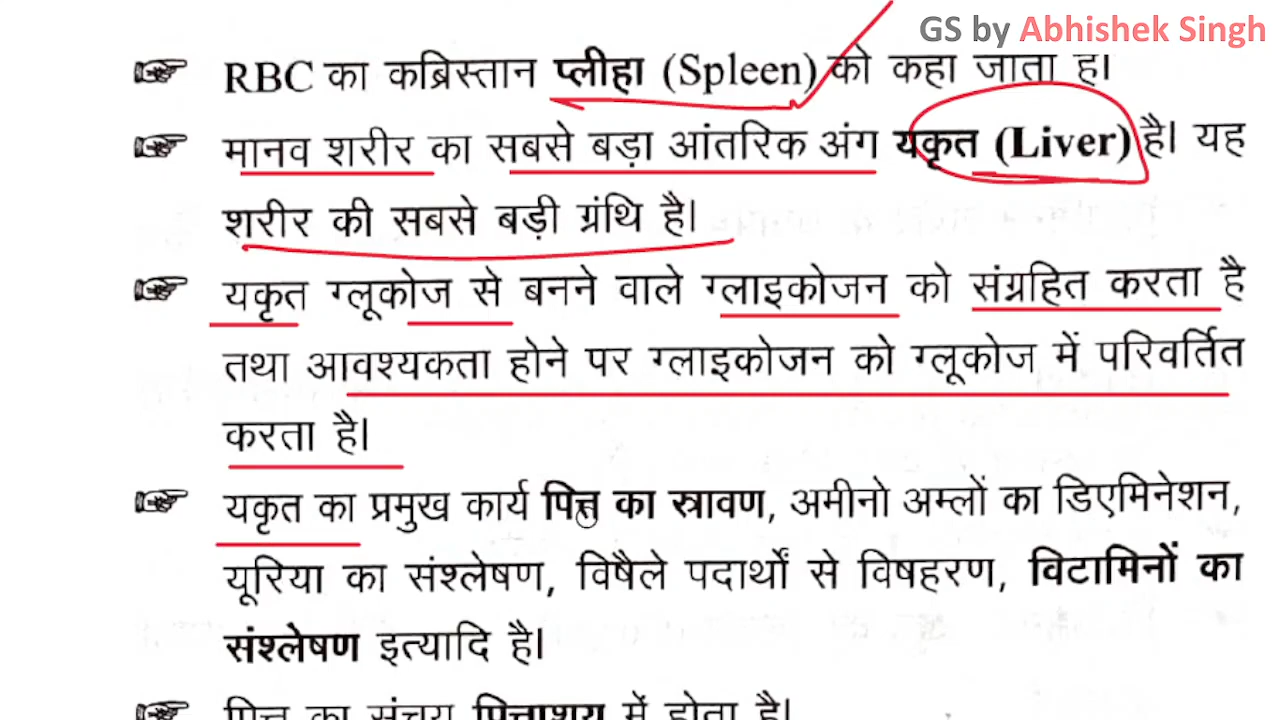 GS by Abhishek Singh
RBC का कब्रिस्तान प्लीहा (Spleen) को कहा जाता है।
मानव शरीर का सबसे बड़ा आंतरिक अंग यकृत (Liver) है। यह
शरीर की सबसे बड़ी ग्रंथि है।
यकृत ग्लूकोज से बनने वाले ग्लाइकोजन को संग्रहित करता है
तथा आवश्यकता होने पर ग्लाइकोजन को ग्लूकोज में परिवर्तित
करता है।
यकृत का प्रमुख कार्य पित्त का स्रावण, अमीनो अम्लों का डिएमिनेशन,
यूरिया का संश्लेषण, विषैले पदार्थों से विषहरण, विटामिनों का
संश्लेषण इत्यादि है।
पित्त का संचय पित्ताशय में होता है।